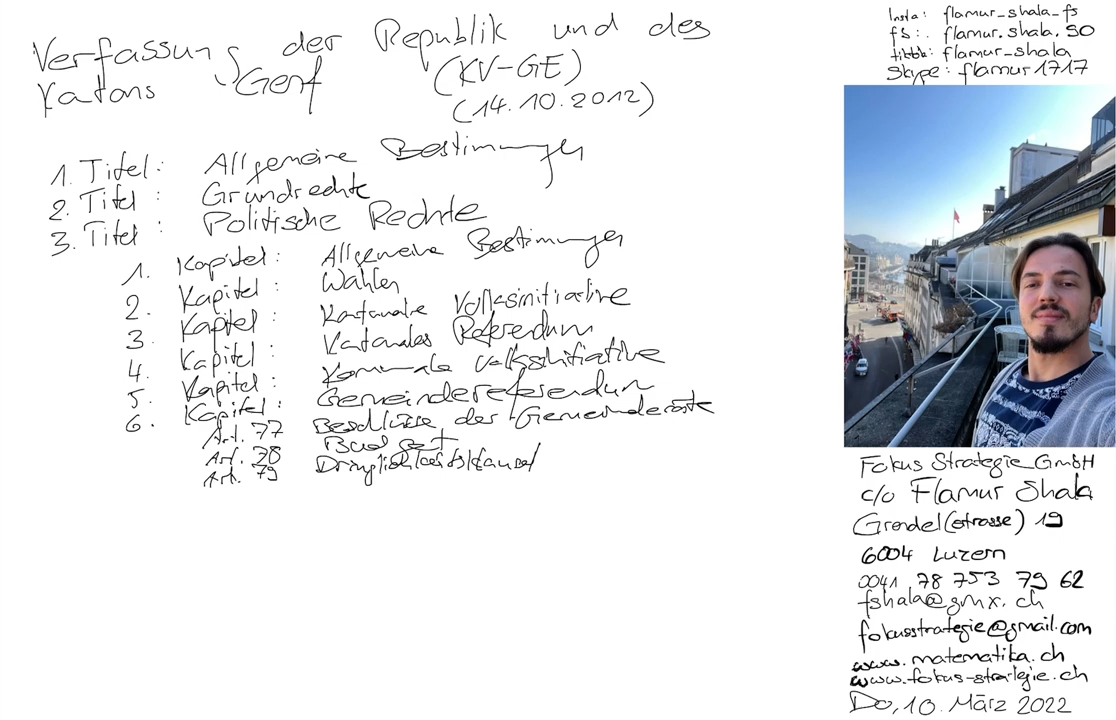 Verfassung der Republik und des
Katons Genf (KV-GE)
(14.10.2012)
1. Titel: Allgemeine Bestimmungen
2. Titel: Grundrechte
3. Titel: Politische Rechte
1. Kapitel: Allgemeine Bestimmungen
2. Kapitel: Wahlen
3. Kapitel: Kantonale Volksinitiative
4. Kapitel: Kantonales Referendum
5. Kapitel: Kommunale Volksinitiative
6. Kapitel: Gemeindereferendum
Art. 77 Beschlüsse der Gemeinderäte
Art. 78 Budget
Art. 79 Dringlichkeitsklausel
Insta: flamur_shala_fs
fs:. flamur.shala.50
tiktok: flamur_shala
Skype: flamur1717
Fokus Strategie GmbH
c/o Flamur Shala
Grendel(strasse) 19
6004 Luzern
0041 78 753 79 62
fshala@gmx.ch
fokusstrategie@gmail.com
www.matematika.ch
www.fokus-strategie.ch
Do, 10. März 2022